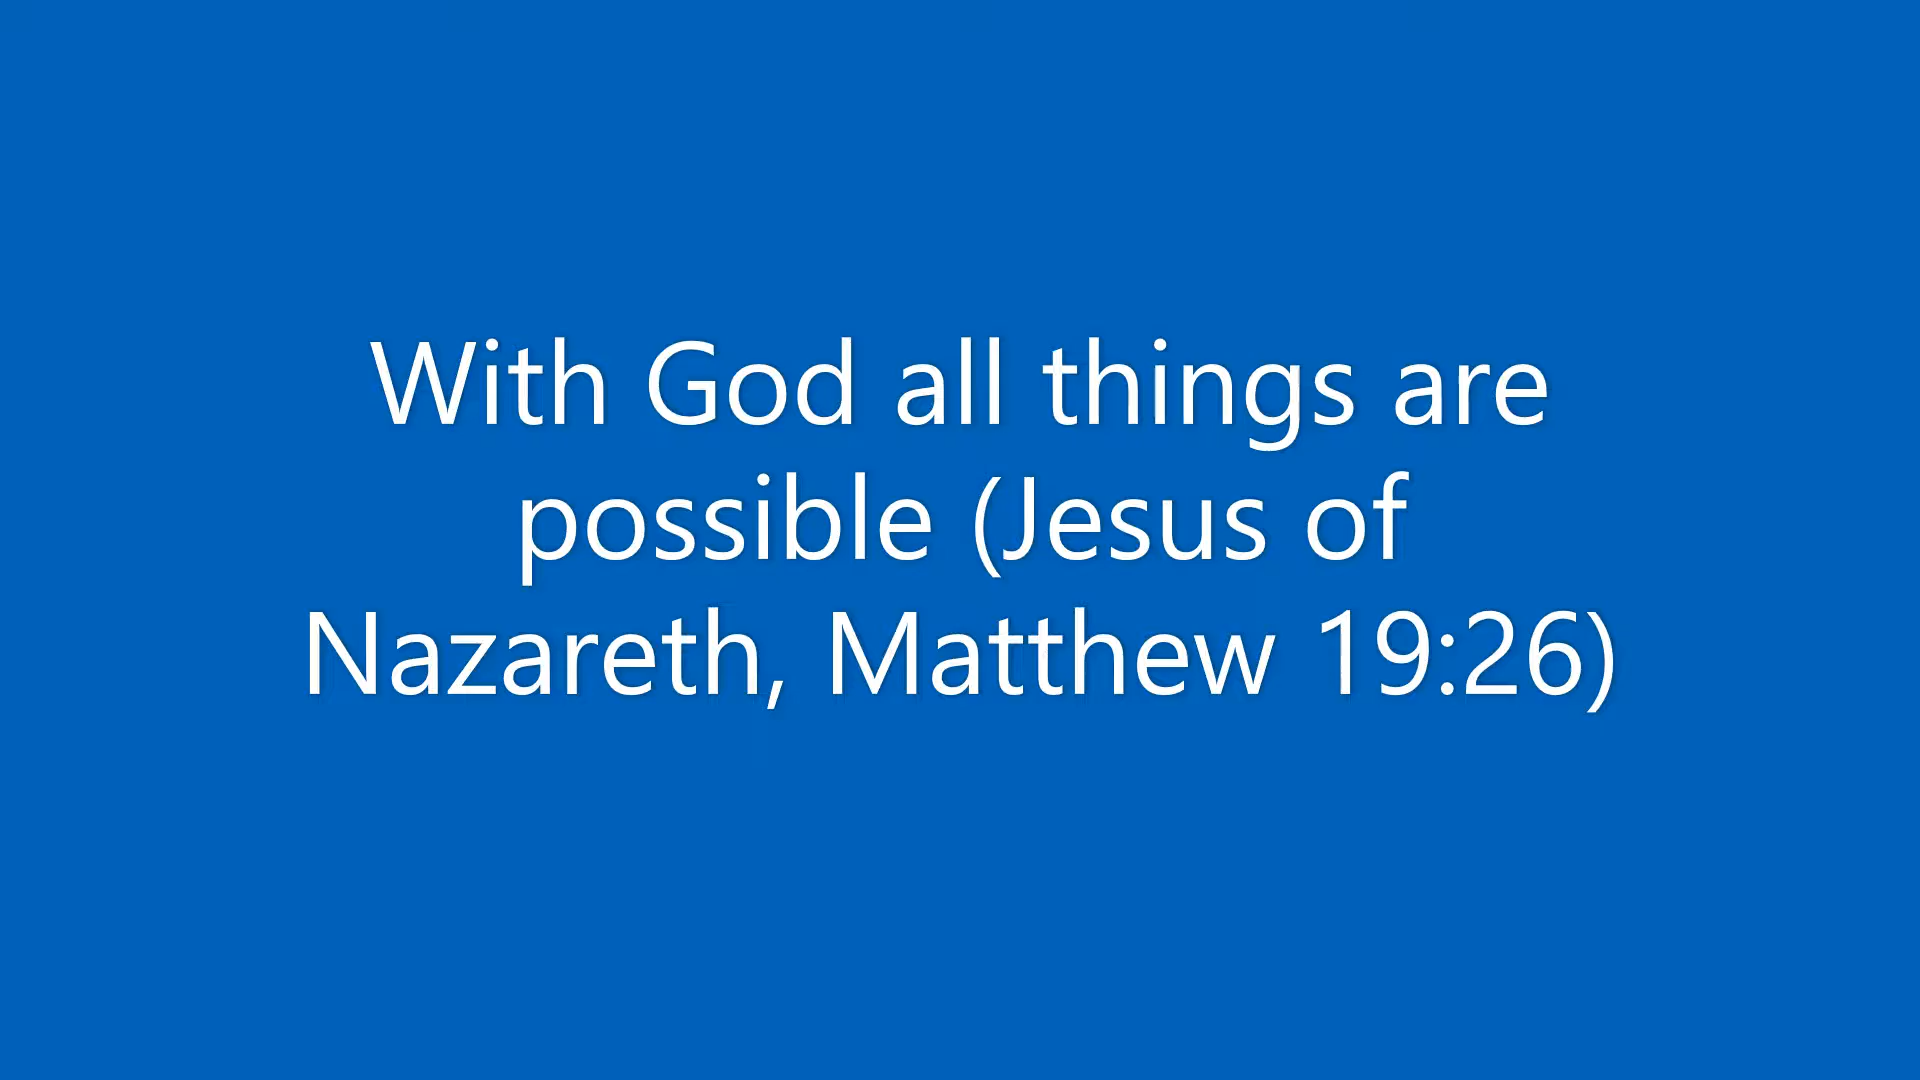 With God all things are
possible (Jesus of
Nazareth, Matthew 19:26)